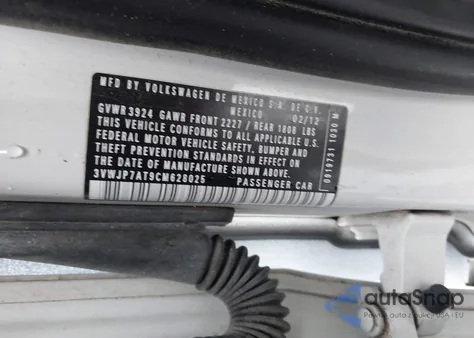 MFD BY VOLKSWAGEN DE MEXICO S.A. DE C.V.
MEXICO 02/12
GVWR 3924 GAWR FRONT 2227 / REAR 1808 LBS
THIS VEHICLE CONFORMS TO ALL APPLICABLE U.S.
FEDERAL MOTOR VEHICLE SAFETY, BUMPER AND
THEFT PREVENTION STANDARDS IN EFFECT ON
THE DATE OF MANUFACTURE SHOWN ABOVE.
3VWJP7AT9CM628025 PASSENGER CAR
0919731 1030 M
autoSnap